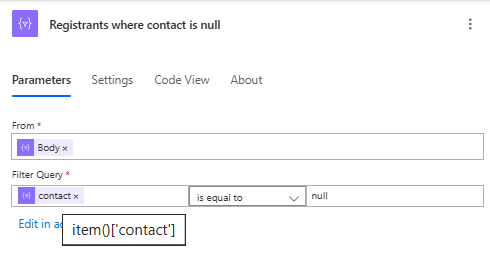 {v} Registrants where contact is null
Parameters Settings Code View About
From *
{v} Body ×
Filter Query *
{v} contact × is equal to null
Edit in a
item()['contact']